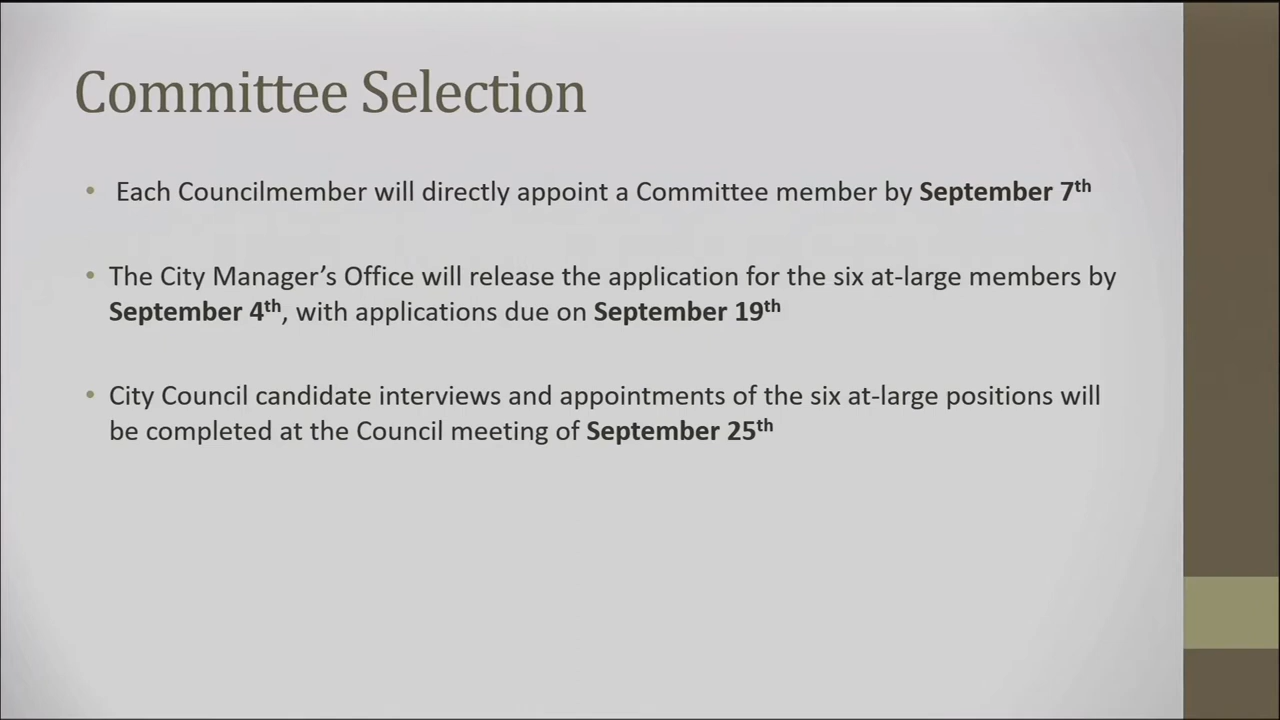 Committee Selection
• Each Councilmember will directly appoint a Committee member by September 7th
• The City Manager’s Office will release the application for the six at-large members by
September 4th, with applications due on September 19th
• City Council candidate interviews and appointments of the six at-large positions will
be completed at the Council meeting of September 25th